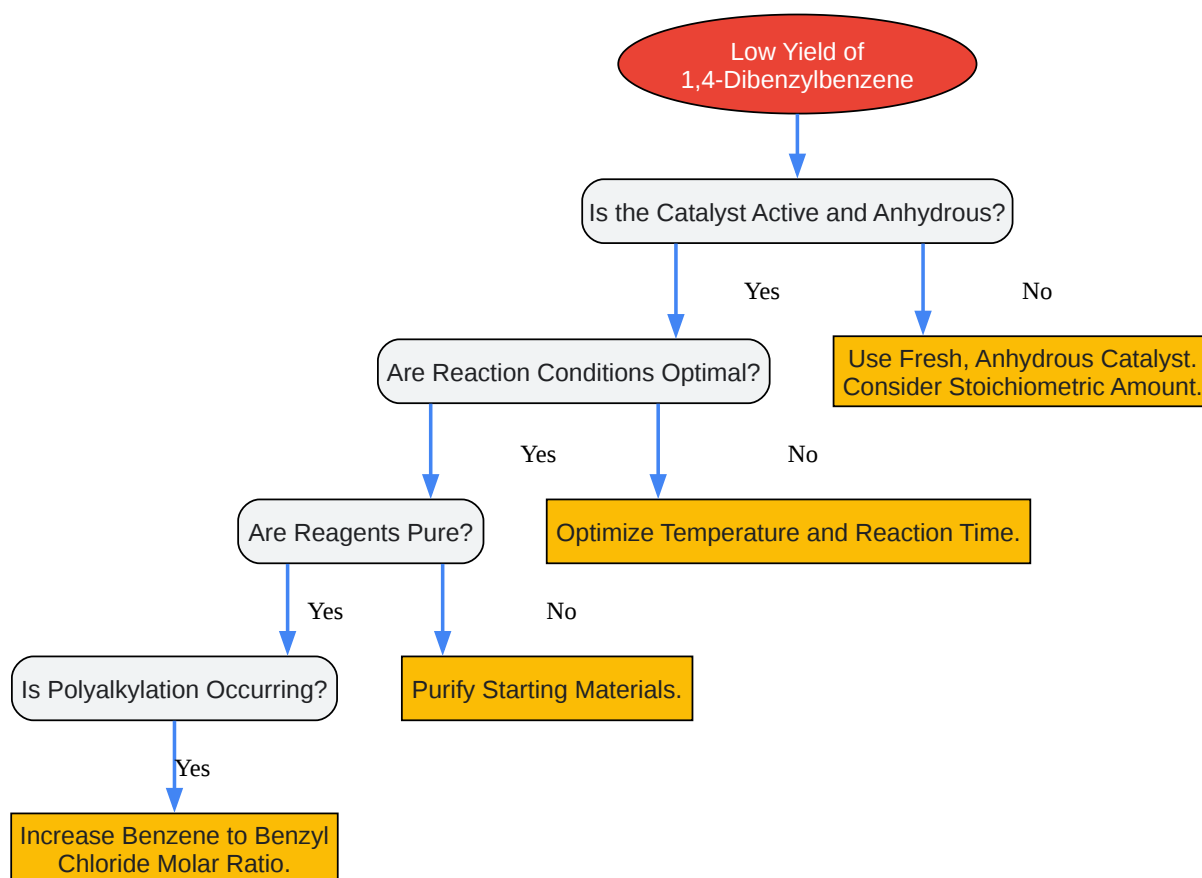 Low Yield of
1,4-Dibenzylbenzene
Is the Catalyst Active and Anhydrous?
Yes
No
Use Fresh, Anhydrous Catalyst.
Consider Stoichiometric Amount.
Are Reaction Conditions Optimal?
Yes
No
Optimize Temperature and Reaction Time.
Are Reagents Pure?
Yes
No
Purify Starting Materials.
Is Polyalkylation Occurring?
Yes
Increase Benzene to Benzyl
Chloride Molar Ratio.